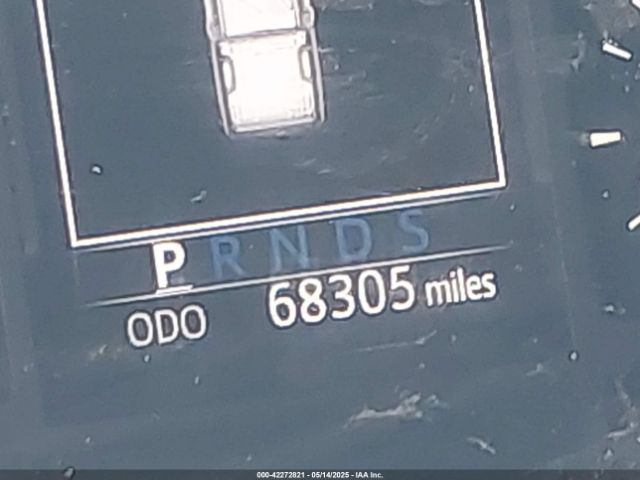 P R N D S
ODO 68305 miles
000-42272821 - 05/14/2025 - IAA Inc.